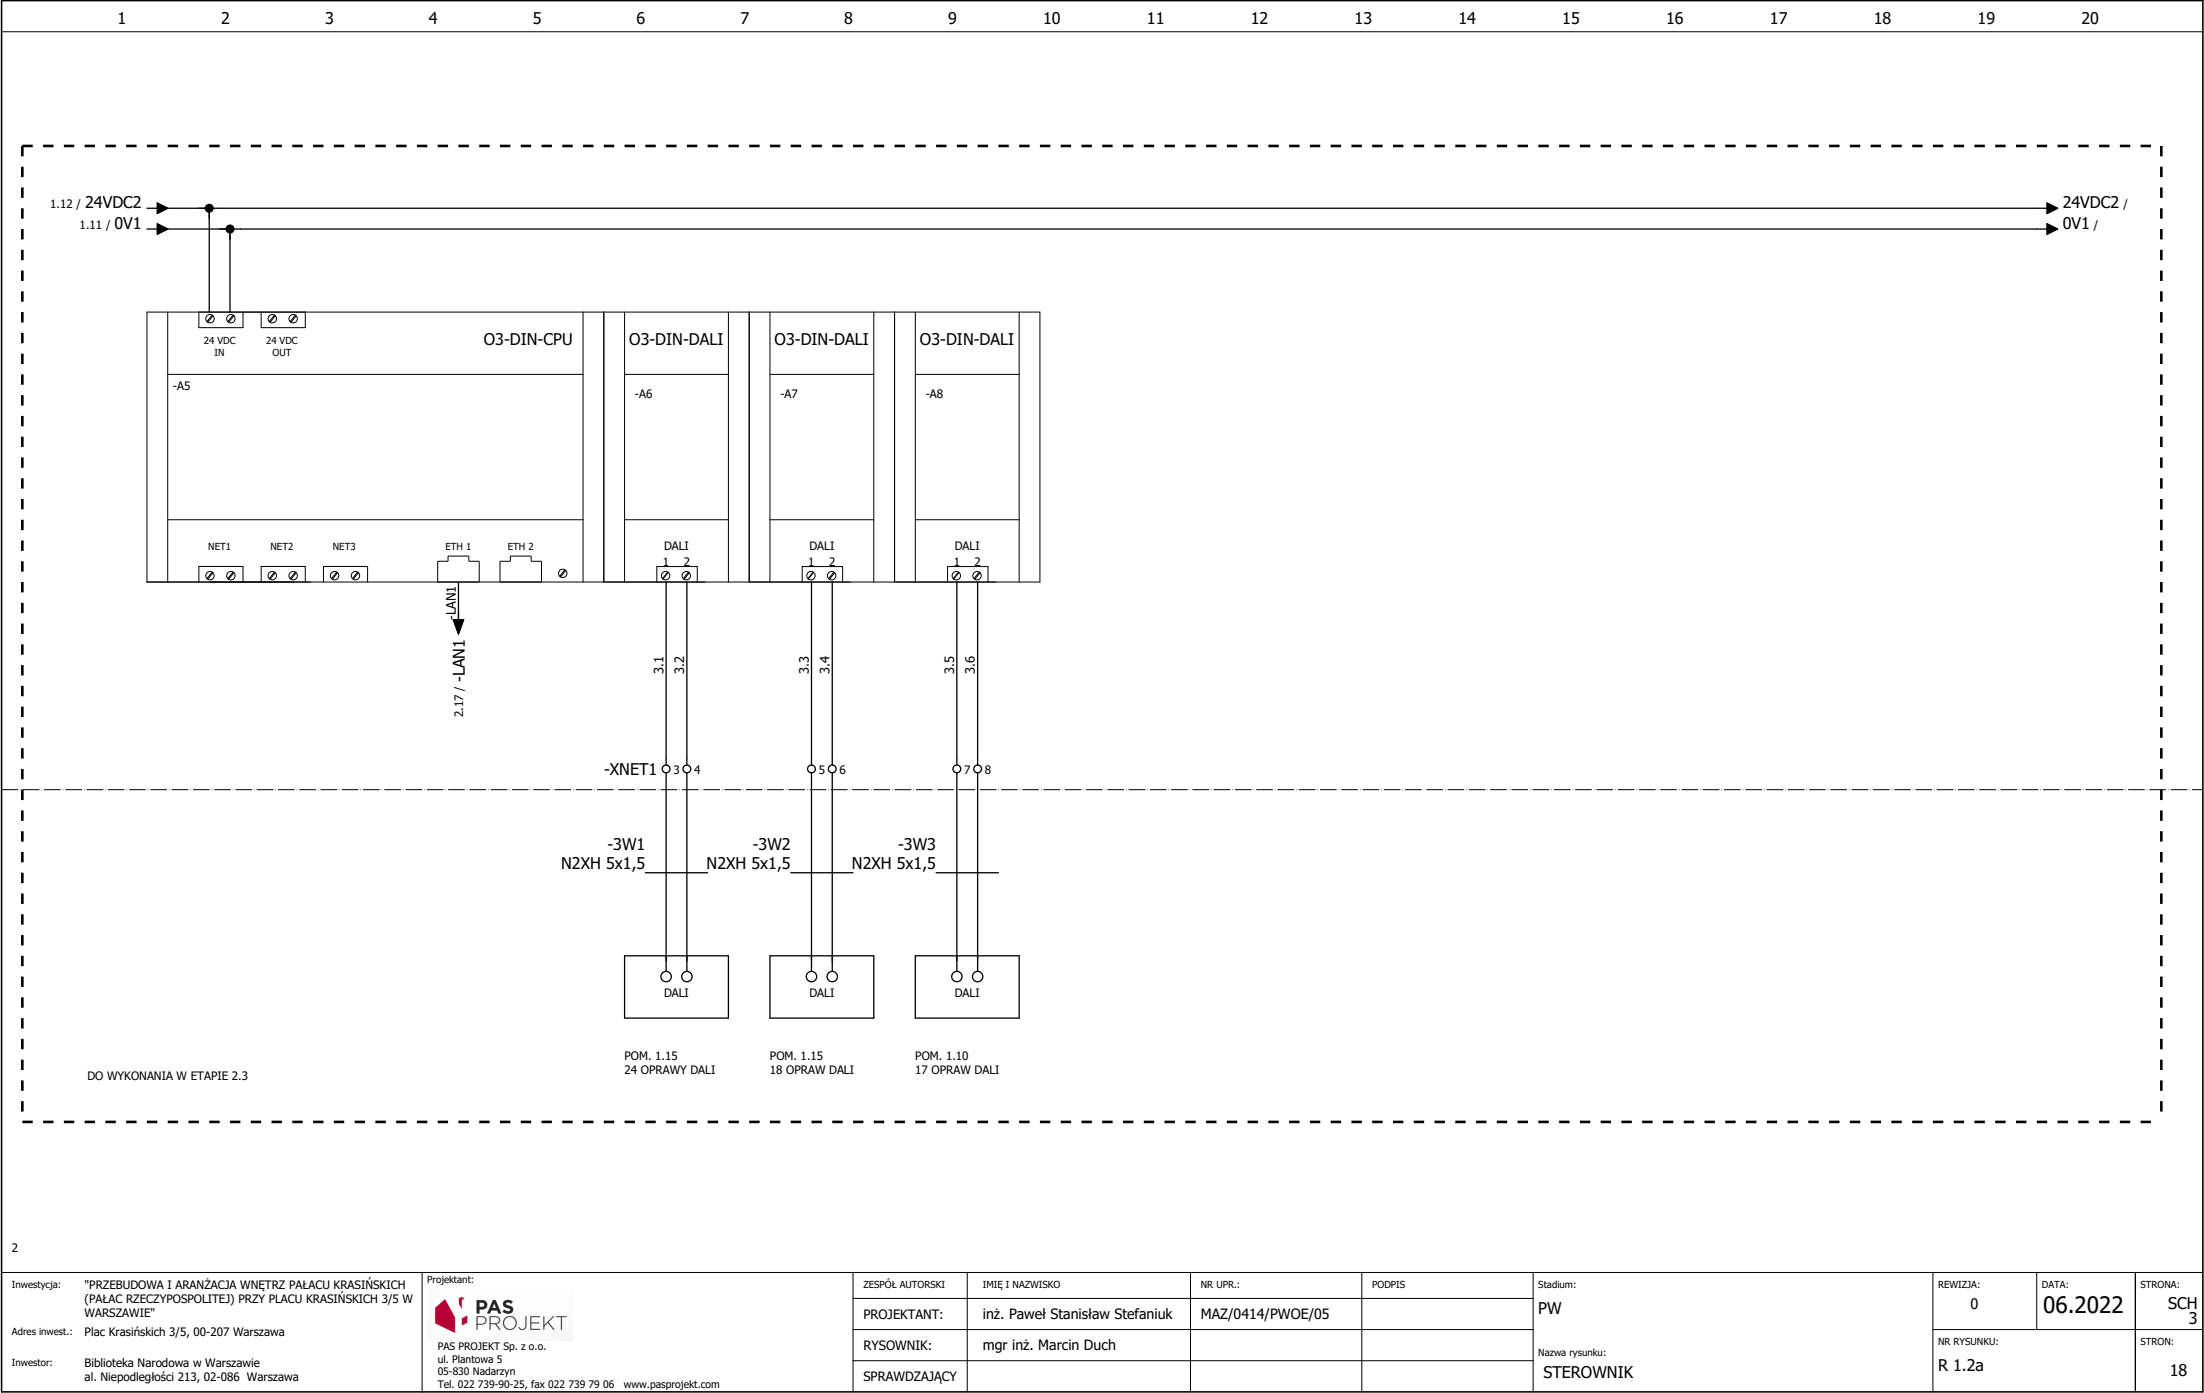 1 2 3 4 5 6 7 8 9 10 11 12 13 14 15 16 17 18 19 20
1.12 / 24VDC2
24VDC2 /
1.11 / 0V1
0V1 /
24 VDC
IN
24 VDC
OUT
O3-DIN-CPU
O3-DIN-DALI
O3-DIN-DALI
O3-DIN-DALI
-A5
-A6
-A7
-A8
NET1
NET2
NET3
ETH 1
ETH 2
DALI
1 2
DALI
1 2
DALI
1 2
-LAN1
2.17 / -LAN1
3.1
3.2
3.3
3.4
3.5
3.6
-XNET1 3 4
5 6
7 8
-3W1
N2XH 5x1,5
-3W2
N2XH 5x1,5
-3W3
N2XH 5x1,5
DALI
DALI
DALI
POM. 1.15
24 OPRAWY DALI
POM. 1.15
18 OPRAW DALI
POM. 1.10
17 OPRAW DALI
DO WYKONANIA W ETAPIE 2.3
2
Inwestycja: "PRZEBUDOWA I ARANŻACJA WNĘTRZ PAŁACU KRASIŃSKICH
(PAŁAC RZECZYPOSPOLITEJ) PRZY PLACU KRASIŃSKICH 3/5 W
WARSZAWIE"
Adres inwest.: Plac Krasińskich 3/5, 00-207 Warszawa
Inwestor: Biblioteka Narodowa w Warszawie
al. Niepodległości 213, 02-086 Warszawa
Projektant:
PAS
PROJEKT
PAS PROJEKT Sp. z o.o.
ul. Plantowa 5
05-830 Nadarzyn
Tel. 022 739-90-25, fax 022 739 79 06 www.pasprojekt.com
ZESPÓŁ AUTORSKI IMIĘ I NAZWISKO NR UPR.: PODPIS
PROJEKTANT: inż. Paweł Stanisław Stefaniuk MAZ/0414/PWOE/05
RYSOWNIK: mgr inż. Marcin Duch
SPRAWDZAJĄCY
Stadium:
PW
Nazwa rysunku:
STEROWNIK
REWIZJA:
0
DATA:
06.2022
STRONA:
SCH
3
NR RYSUNKU:
R 1.2a
STRON:
18